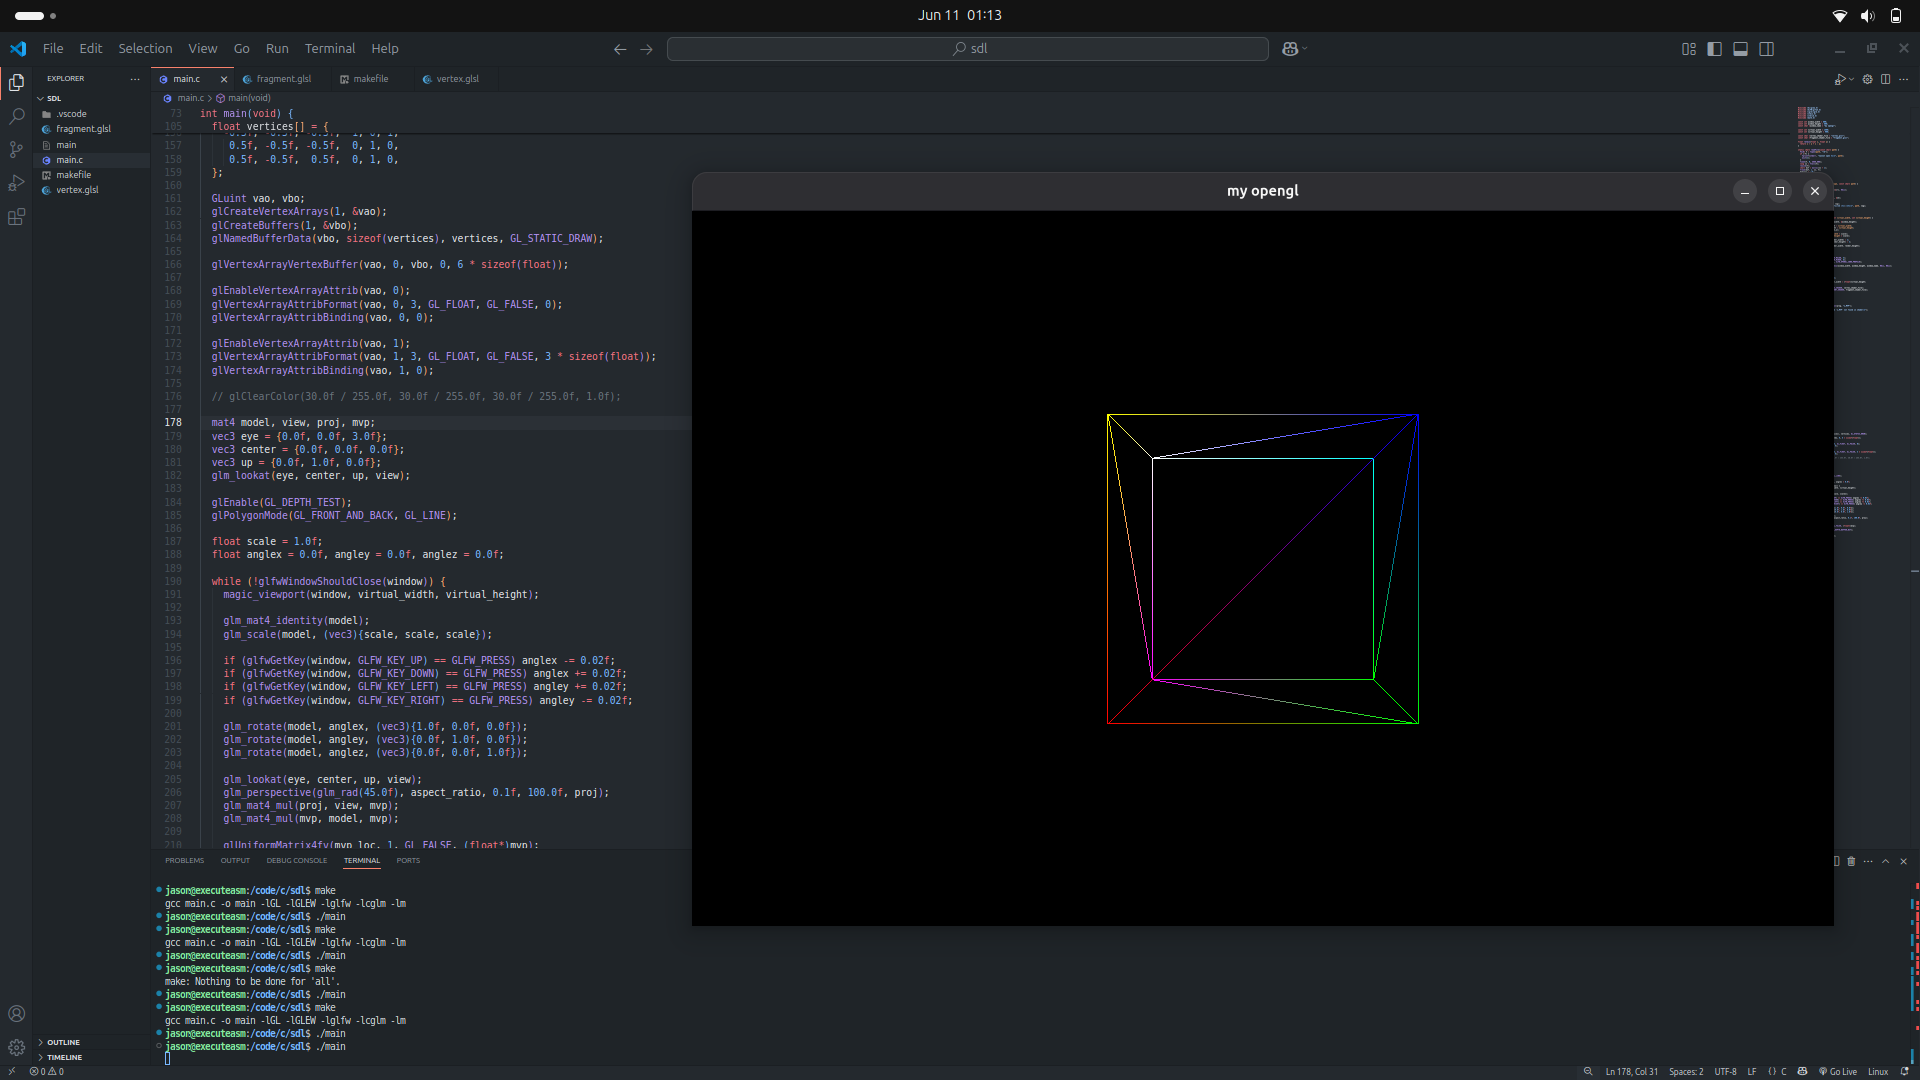 Jun 11 01:13
File Edit Selection View Go Run Terminal Help
sdl
EXPLORER
main.c
fragment.glsl
makefile
vertex.glsl
SDL
.vscode
fragment.glsl
main
main.c
makefile
vertex.glsl
OUTLINE
TIMELINE
main.c > main(void)
73 int main(void) {
105 float vertices[] = {
157 0.5f, -0.5f, -0.5f, 0, 1, 0,
158 0.5f, -0.5f, 0.5f, 0, 1, 0,
159 };
160
161 GLuint vao, vbo;
162 glCreateVertexArrays(1, &vao);
163 glCreateBuffers(1, &vbo);
164 glNamedBufferData(vbo, sizeof(vertices), vertices, GL_STATIC_DRAW);
165
166 glVertexArrayVertexBuffer(vao, 0, vbo, 0, 6 * sizeof(float));
167
168 glEnableVertexArrayAttrib(vao, 0);
169 glVertexArrayAttribFormat(vao, 0, 3, GL_FLOAT, GL_FALSE, 0);
170 glVertexArrayAttribBinding(vao, 0, 0);
171
172 glEnableVertexArrayAttrib(vao, 1);
173 glVertexArrayAttribFormat(vao, 1, 3, GL_FLOAT, GL_FALSE, 3 * sizeof(float));
174 glVertexArrayAttribBinding(vao, 1, 0);
175
176 // glClearColor(30.0f / 255.0f, 30.0f / 255.0f, 30.0f / 255.0f, 1.0f);
177
178 mat4 model, view, proj, mvp;
179 vec3 eye = {0.0f, 0.0f, 3.0f};
180 vec3 center = {0.0f, 0.0f, 0.0f};
181 vec3 up = {0.0f, 1.0f, 0.0f};
182 glm_lookat(eye, center, up, view);
183
184 glEnable(GL_DEPTH_TEST);
185 glPolygonMode(GL_FRONT_AND_BACK, GL_LINE);
186
187 float scale = 1.0f;
188 float anglex = 0.0f, angley = 0.0f, anglez = 0.0f;
189
190 while (!glfwWindowShouldClose(window)) {
191 magic_viewport(window, virtual_width, virtual_height);
192
193 glm_mat4_identity(model);
194 glm_scale(model, (vec3){scale, scale, scale});
195
196 if (glfwGetKey(window, GLFW_KEY_UP) == GLFW_PRESS) anglex -= 0.02f;
197 if (glfwGetKey(window, GLFW_KEY_DOWN) == GLFW_PRESS) anglex += 0.02f;
198 if (glfwGetKey(window, GLFW_KEY_LEFT) == GLFW_PRESS) angley += 0.02f;
199 if (glfwGetKey(window, GLFW_KEY_RIGHT) == GLFW_PRESS) angley -= 0.02f;
200
201 glm_rotate(model, anglex, (vec3){1.0f, 0.0f, 0.0f});
202 glm_rotate(model, angley, (vec3){0.0f, 1.0f, 0.0f});
203 glm_rotate(model, anglez, (vec3){0.0f, 0.0f, 1.0f});
204
205 glm_lookat(eye, center, up, view);
206 glm_perspective(glm_rad(45.0f), aspect_ratio, 0.1f, 100.0f, proj);
207 glm_mat4_mul(proj, view, mvp);
208 glm_mat4_mul(mvp, model, mvp);
209
210 glUniformMatrix4fv(mvp_loc, 1, GL_FALSE, (float*)mvp);
my opengl
PROBLEMS OUTPUT DEBUG CONSOLE TERMINAL PORTS
jason@executeasm:/code/c/sdl$ make
gcc main.c -o main -lGL -lGLEW -lglfw -lcglm -lm
jason@executeasm:/code/c/sdl$ ./main
jason@executeasm:/code/c/sdl$ make
gcc main.c -o main -lGL -lGLEW -lglfw -lcglm -lm
jason@executeasm:/code/c/sdl$ ./main
jason@executeasm:/code/c/sdl$ make
make: Nothing to be done for 'all'.
jason@executeasm:/code/c/sdl$ ./main
jason@executeasm:/code/c/sdl$ make
gcc main.c -o main -lGL -lGLEW -lglfw -lcglm -lm
jason@executeasm:/code/c/sdl$ ./main
jason@executeasm:/code/c/sdl$ ./main
0 0
Ln 178, Col 31 Spaces: 2 UTF-8 LF {} C Go Live Linux